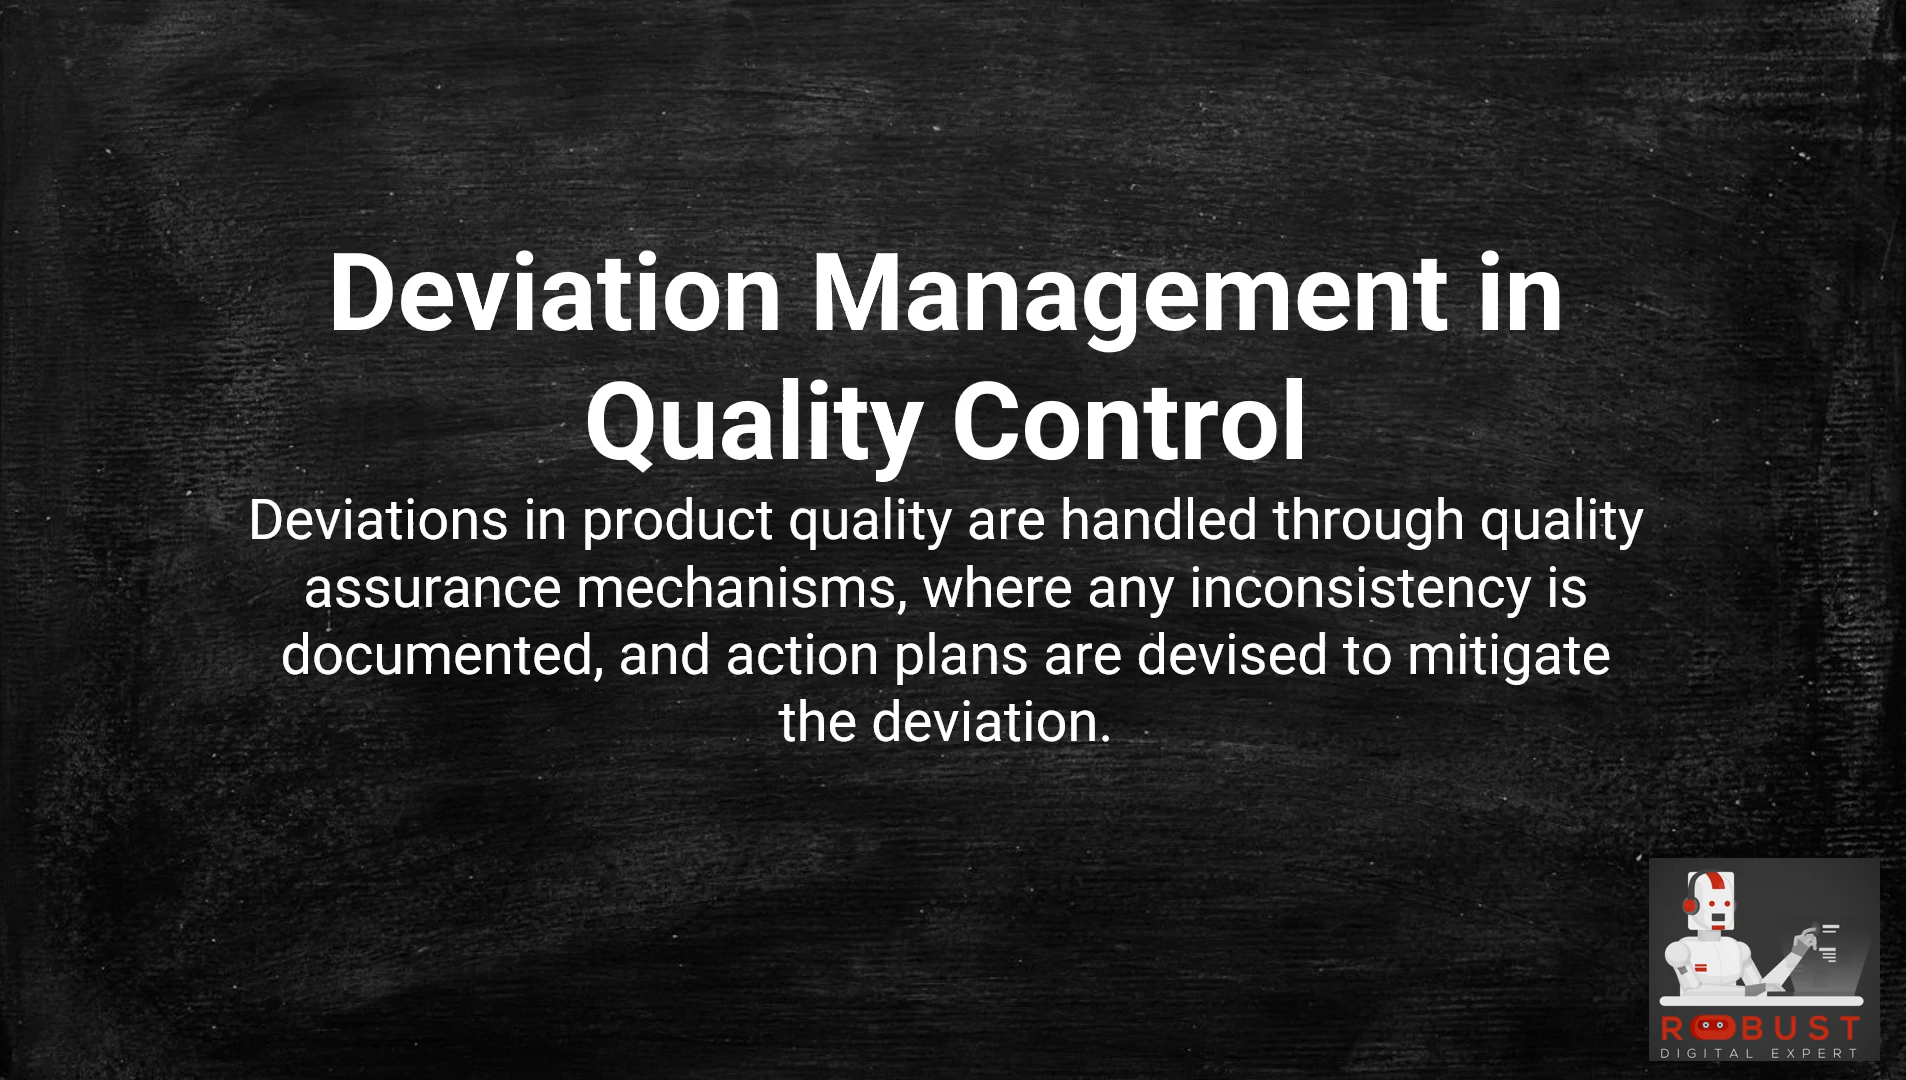 Deviation Management in
Quality Control
Deviations in product quality are handled through quality
assurance mechanisms, where any inconsistency is
documented, and action plans are devised to mitigate
the deviation.
ROBUST
DIGITAL EXPERT